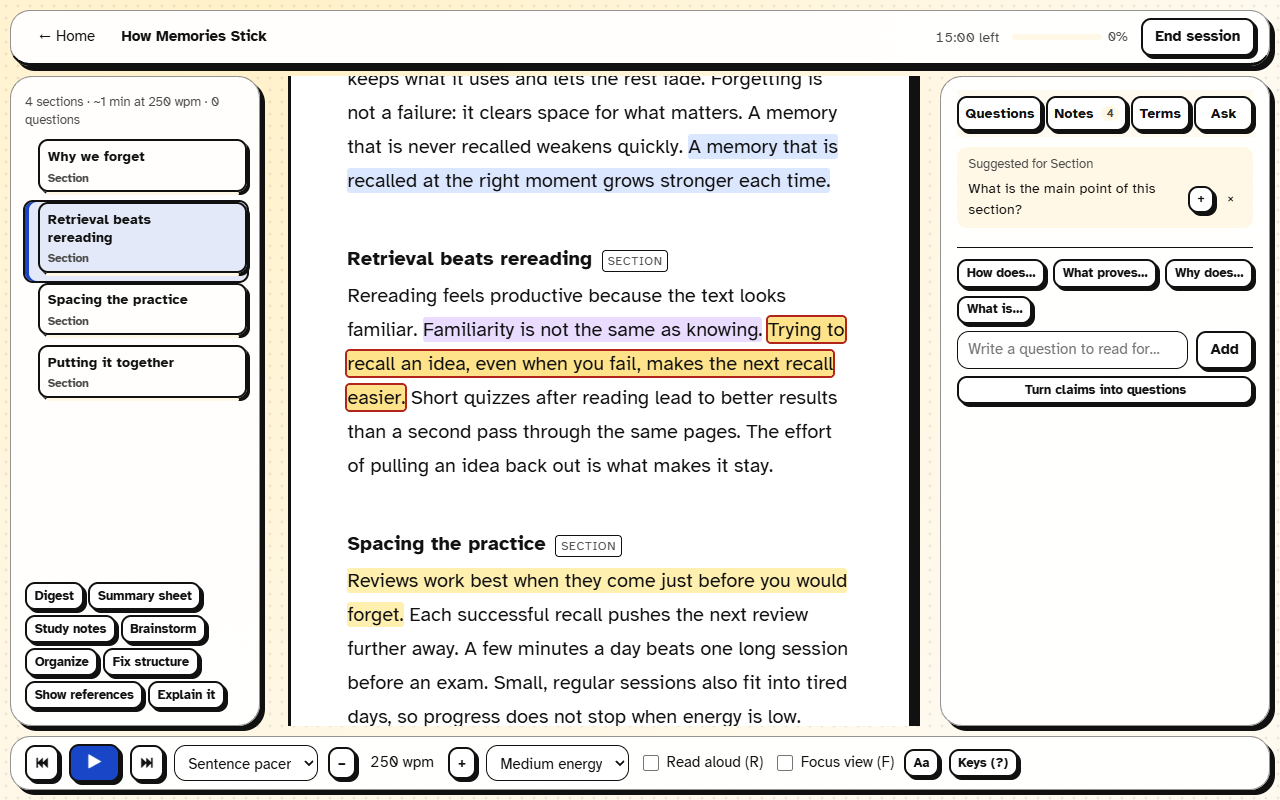 ← Home
How Memories Stick
15:00 left
0%
End session
4 sections · ~1 min at 250 wpm · 0
questions
Why we forget
Section
Retrieval beats
rereading
Section
Spacing the practice
Section
Putting it together
Section
Digest
Summary sheet
Study notes
Brainstorm
Organize
Fix structure
Show references
Explain it
keeps what it uses and lets the rest fade. Forgetting is
not a failure: it clears space for what matters. A memory
that is never recalled weakens quickly. A memory that is
recalled at the right moment grows stronger each time.
Retrieval beats rereading SECTION
Rereading feels productive because the text looks
familiar. Familiarity is not the same as knowing. Trying to
recall an idea, even when you fail, makes the next recall
easier. Short quizzes after reading lead to better results
than a second pass through the same pages. The effort
of pulling an idea back out is what makes it stay.
Spacing the practice SECTION
Reviews work best when they come just before you would
forget. Each successful recall pushes the next review
further away. A few minutes a day beats one long session
before an exam. Small, regular sessions also fit into tired
days, so progress does not stop when energy is low.
Questions
Notes 4
Terms
Ask
Suggested for Section
What is the main point of this
section?
+
×
How does...
What proves...
Why does...
What is...
Write a question to read for...
Add
Turn claims into questions
Sentence pacer
−
250 wpm
+
Medium energy
Read aloud (R)
Focus view (F)
Aa
Keys (?)